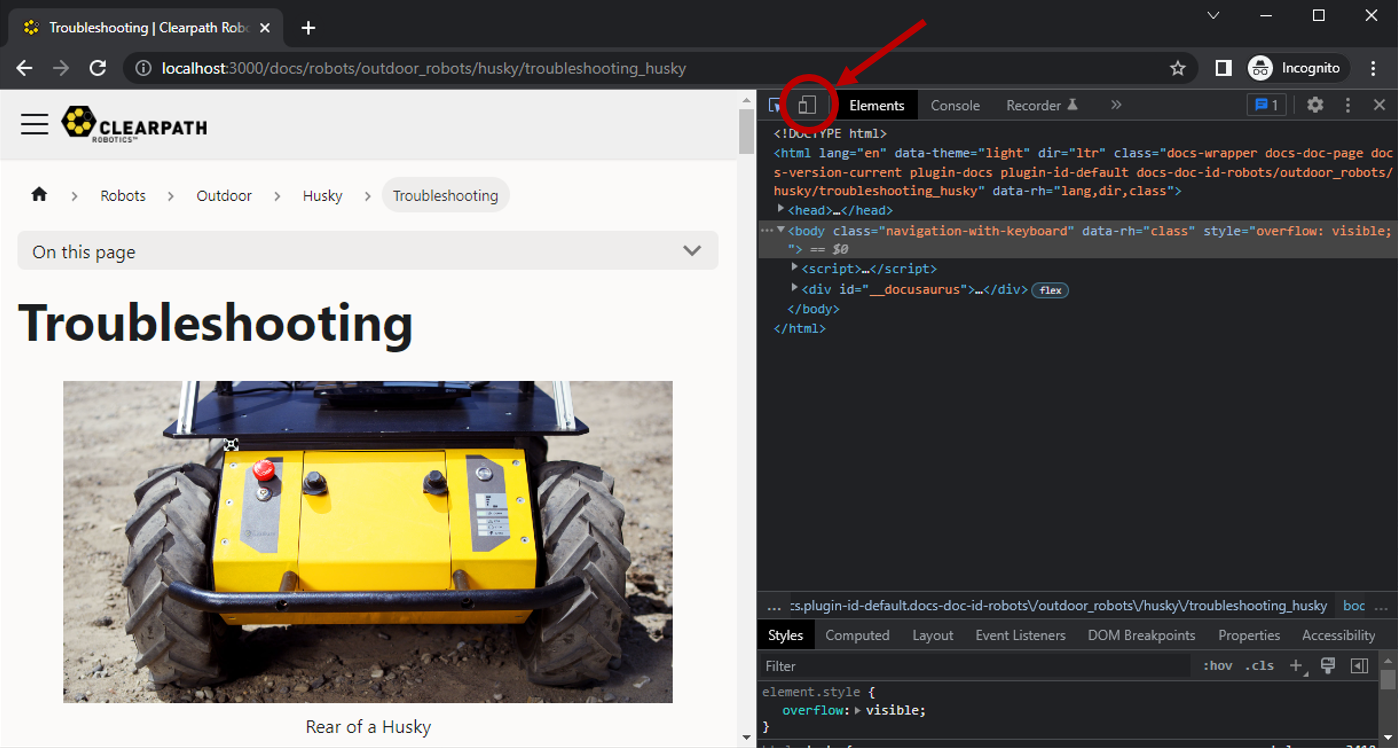 Troubleshooting | Clearpath Rob
localhost:3000/docs/robots/outdoor_robots/husky/troubleshooting_husky
Incognito
CLEARPATH
ROBOTICS™
Robots
Outdoor
Husky
Troubleshooting
On this page
Troubleshooting
Rear of a Husky
Elements Console Recorder 1
<!DOCTYPE html>
<html lang="en" data-theme="light" dir="ltr" class="docs-wrapper docs-doc-page doc
s-version-current plugin-docs plugin-id-default docs-doc-id-robots/outdoor_robots/
husky/troubleshooting_husky" data-rh="lang,dir,class">
<head>…</head>
<body class="navigation-with-keyboard" data-rh="class" style="overflow: visible;
"> == $0
<script>…</script>
<div id="__docusaurus">…</div> flex
</body>
</html>
... cs.plugin-id-default.docs-doc-id-robots\/outdoor_robots\/husky\/troubleshooting_husky boc ...
Styles Computed Layout Event Listeners DOM Breakpoints Properties Accessibility
Filter :hov .cls
element.style {
overflow: visible;
}